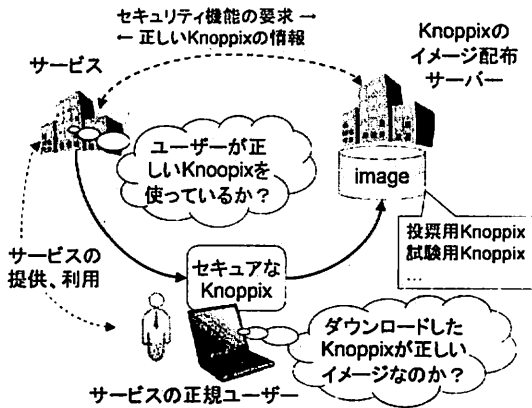 セキュリティ機能の要求 →
← 正しいKnoppixの情報
Knoppixの
イメージ配布
サーバー
サービス
ユーザーが正
しいKnoopixを
使っているか?
image
投票用Knoppix
試験用Knoppix
...
サービスの
提供、利用
セキュアな
Knoppix
ダウンロードした
Knoppixが正しい
イメージなのか?
サービスの正規ユーザー